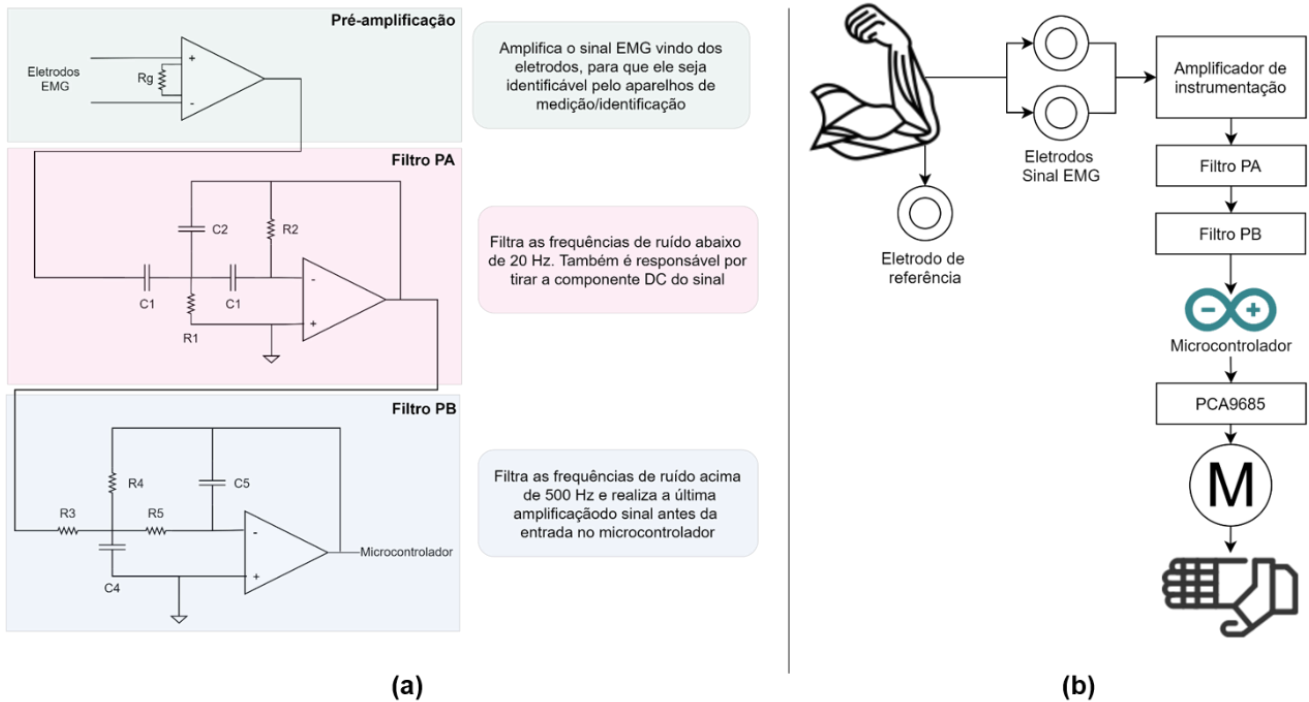 Pré-amplificação
Eletrodos
EMG
Rg
+
-
Amplifica o sinal EMG vindo dos
eletrodos, para que ele seja
identificável pelo aparelhos de
medição/identificação
Filtro PA
C2
R2
C1
C1
R1
-
+
Filtra as frequências de ruído abaixo
de 20 Hz. Também é responsável por
tirar a componente DC do sinal
Filtro PB
R4
C5
R3
R5
C4
-
+
Microcontrolador
Filtra as frequências de ruído acima
de 500 Hz e realiza a última
amplificaçãodo sinal antes da
entrada no microcontrolador
(a)
Eletrodos
Sinal EMG
Eletrodo de
referência
Amplificador de
instrumentação
Filtro PA
Filtro PB
- +
Microcontrolador
PCA9685
M
(b)